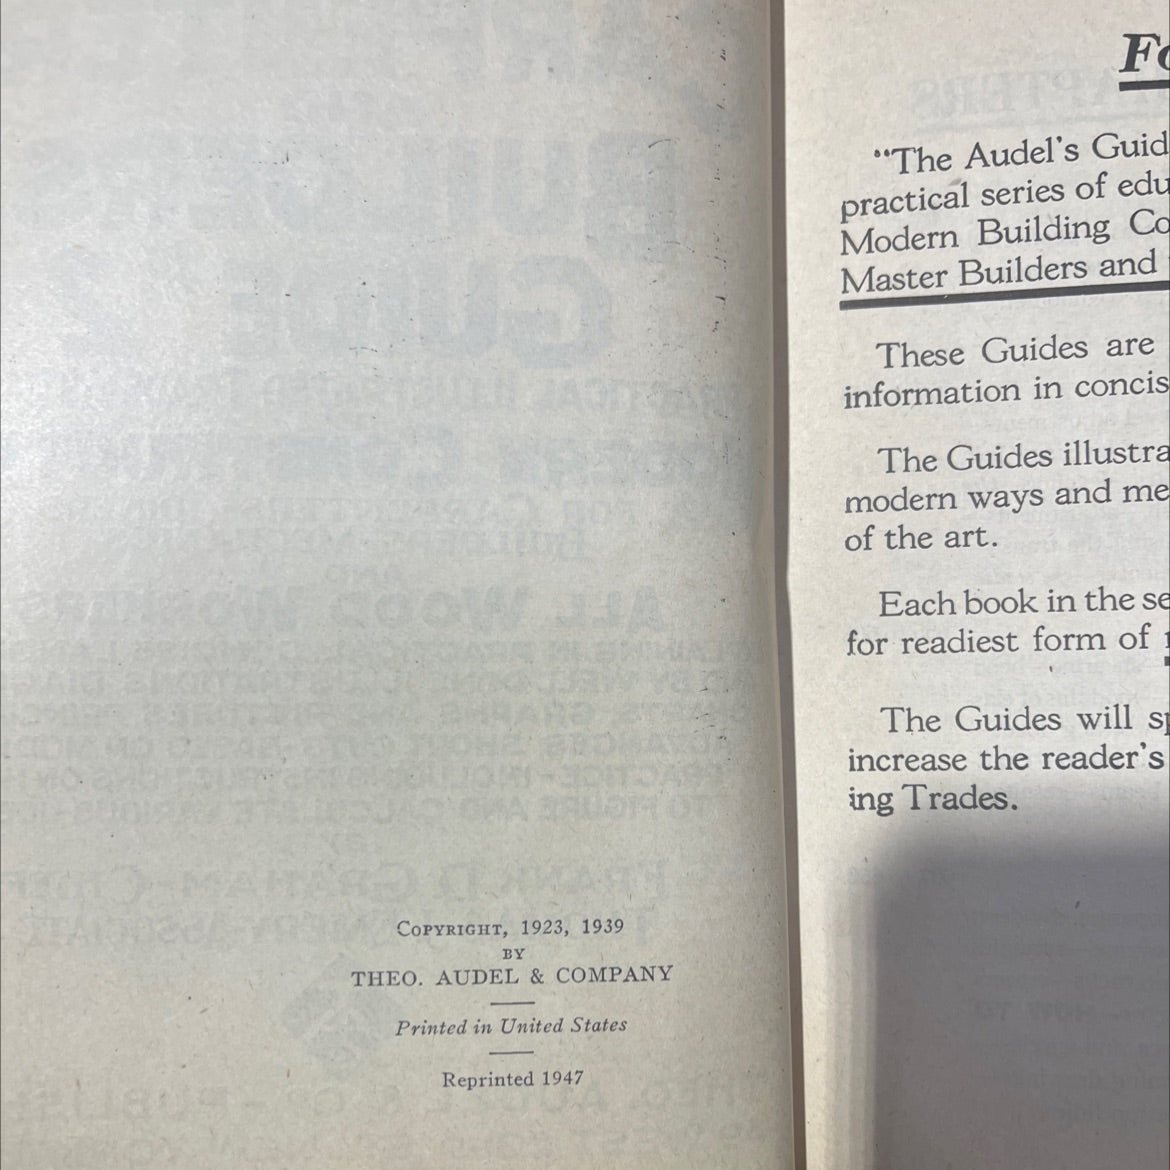 COPYRIGHT, 1923, 1939
BY
THEO. AUDEL & COMPANY
Printed in United States
Reprinted 1947
Fo
"The Audel's Guid
practical series of edu
Modern Building Co
Master Builders and
These Guides are
information in concis
The Guides illustra
modern ways and me
of the art.
Each book in the se
for readiest form of
The Guides will sp
increase the reader's
ing Trades.